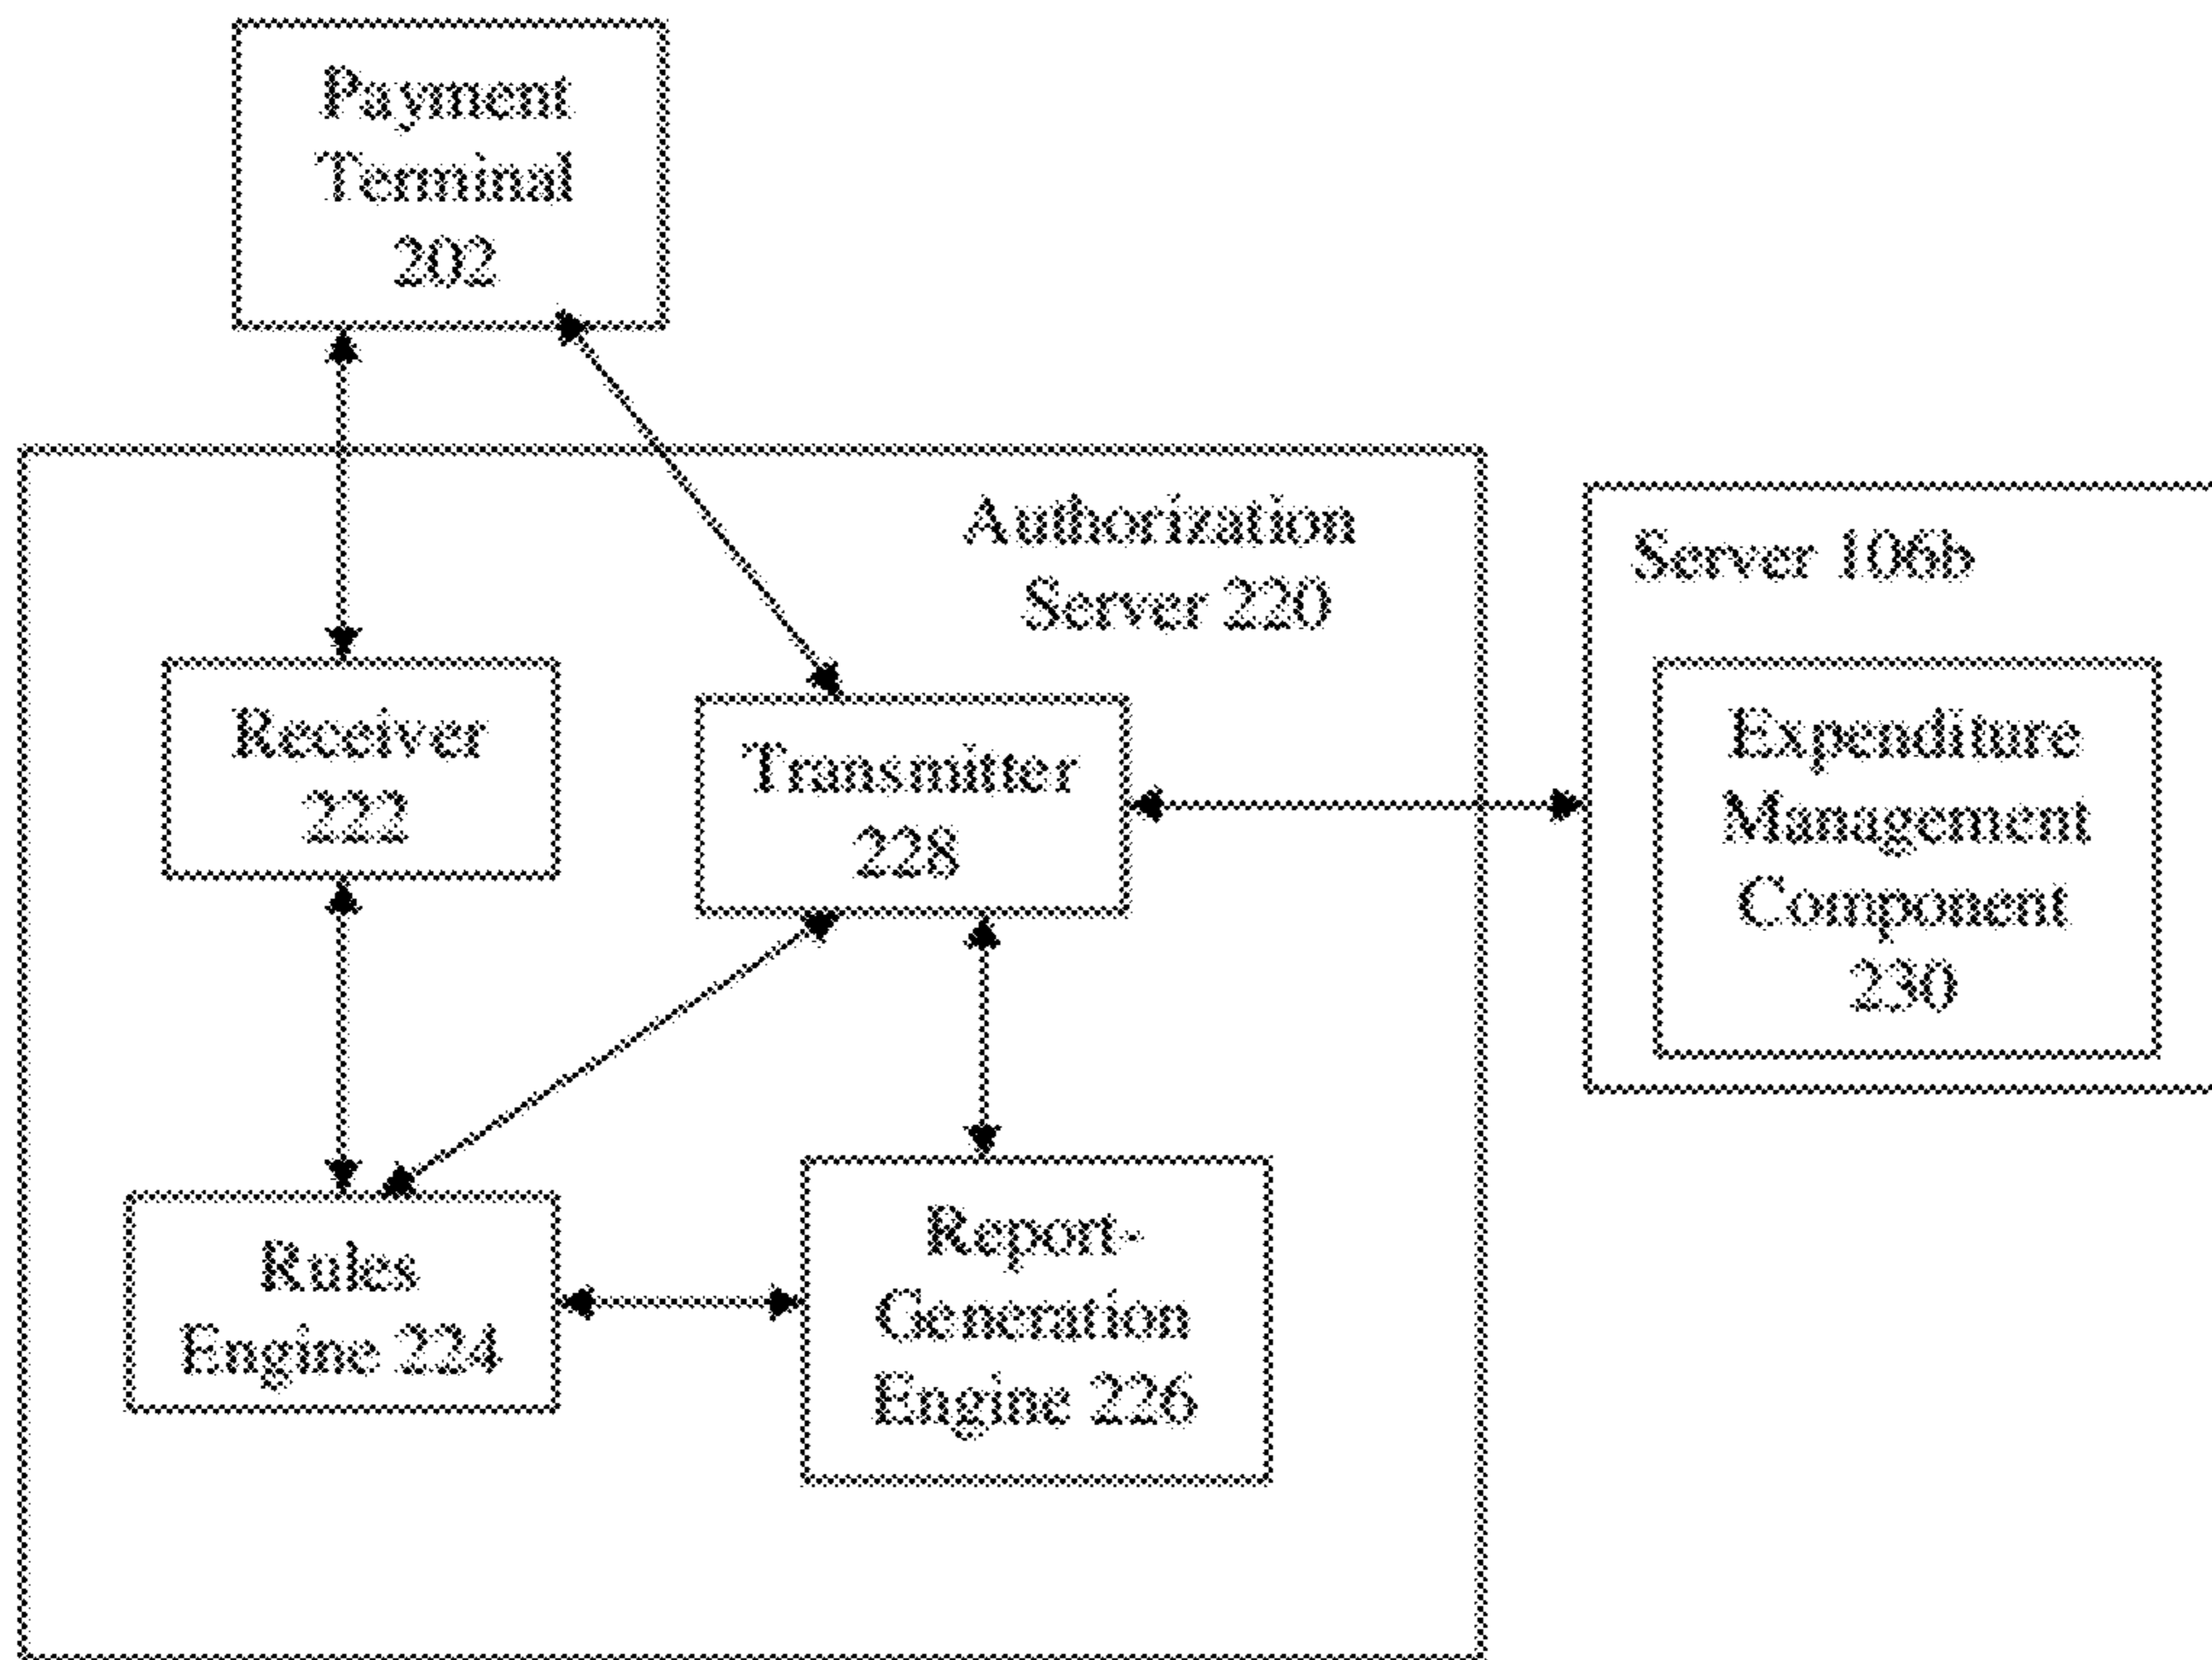 Payment
Terminal
202
Authorization
Server 220
Server 106b
Receiver
222
Transmitter
228
Expenditure
Management
Component
230
Rules
Engine 224
Report-
Generation
Engine 226